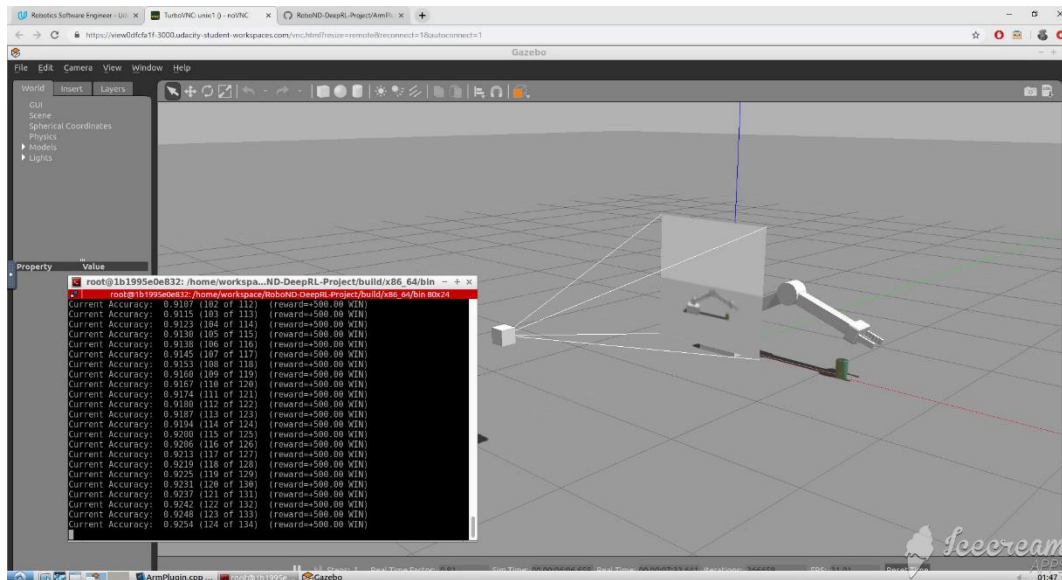 Robotics Software Engineer - Ud
TurboVNC: unix:1 () - noVNC
RoboND-DeepRL-Project/ArmPl
https://view0dfcfa1f-3000.udacity-student-workspaces.com/vnc.html?resize=remote&reconnect=1&autoconnect=1
Gazebo
File Edit Camera View Window Help
World Insert Layers
GUI
Scene
Spherical Coordinates
Physics
Models
Lights
Property Value
root@1b1995e0e832: /home/workspa...ND-DeepRL-Project/build/x86_64/bin
root@1b1995e0e832: /home/workspace/RoboND-DeepRL-Project/build/x86_64/bin 80x24
Current Accuracy: 0.9107 (102 of 112) (reward=+500.00 WIN)
Current Accuracy: 0.9115 (103 of 113) (reward=+500.00 WIN)
Current Accuracy: 0.9123 (104 of 114) (reward=+500.00 WIN)
Current Accuracy: 0.9130 (105 of 115) (reward=+500.00 WIN)
Current Accuracy: 0.9138 (106 of 116) (reward=+500.00 WIN)
Current Accuracy: 0.9145 (107 of 117) (reward=+500.00 WIN)
Current Accuracy: 0.9153 (108 of 118) (reward=+500.00 WIN)
Current Accuracy: 0.9160 (109 of 119) (reward=+500.00 WIN)
Current Accuracy: 0.9167 (110 of 120) (reward=+500.00 WIN)
Current Accuracy: 0.9174 (111 of 121) (reward=+500.00 WIN)
Current Accuracy: 0.9180 (112 of 122) (reward=+500.00 WIN)
Current Accuracy: 0.9187 (113 of 123) (reward=+500.00 WIN)
Current Accuracy: 0.9194 (114 of 124) (reward=+500.00 WIN)
Current Accuracy: 0.9200 (115 of 125) (reward=+500.00 WIN)
Current Accuracy: 0.9206 (116 of 126) (reward=+500.00 WIN)
Current Accuracy: 0.9213 (117 of 127) (reward=+500.00 WIN)
Current Accuracy: 0.9219 (118 of 128) (reward=+500.00 WIN)
Current Accuracy: 0.9225 (119 of 129) (reward=+500.00 WIN)
Current Accuracy: 0.9231 (120 of 130) (reward=+500.00 WIN)
Current Accuracy: 0.9237 (121 of 131) (reward=+500.00 WIN)
Current Accuracy: 0.9242 (122 of 132) (reward=+500.00 WIN)
Current Accuracy: 0.9248 (123 of 133) (reward=+500.00 WIN)
Current Accuracy: 0.9254 (124 of 134) (reward=+500.00 WIN)
Icecream
APP
Steps: 1 Real Time Factor: 0.81 Sim Time: Real Time: Iterations: FPS: Reset Time
ArmPlugin.cpp ... root@1b1995e... Gazebo 01:47